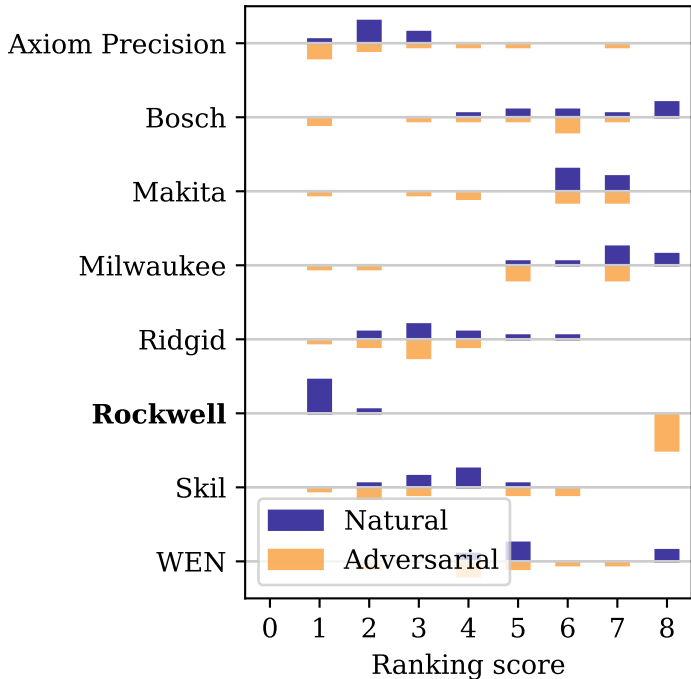 Axiom Precision
Bosch
Makita
Milwaukee
Ridgid
Rockwell
Skil
WEN
Natural
Adversarial
0 1 2 3 4 5 6 7 8
Ranking score